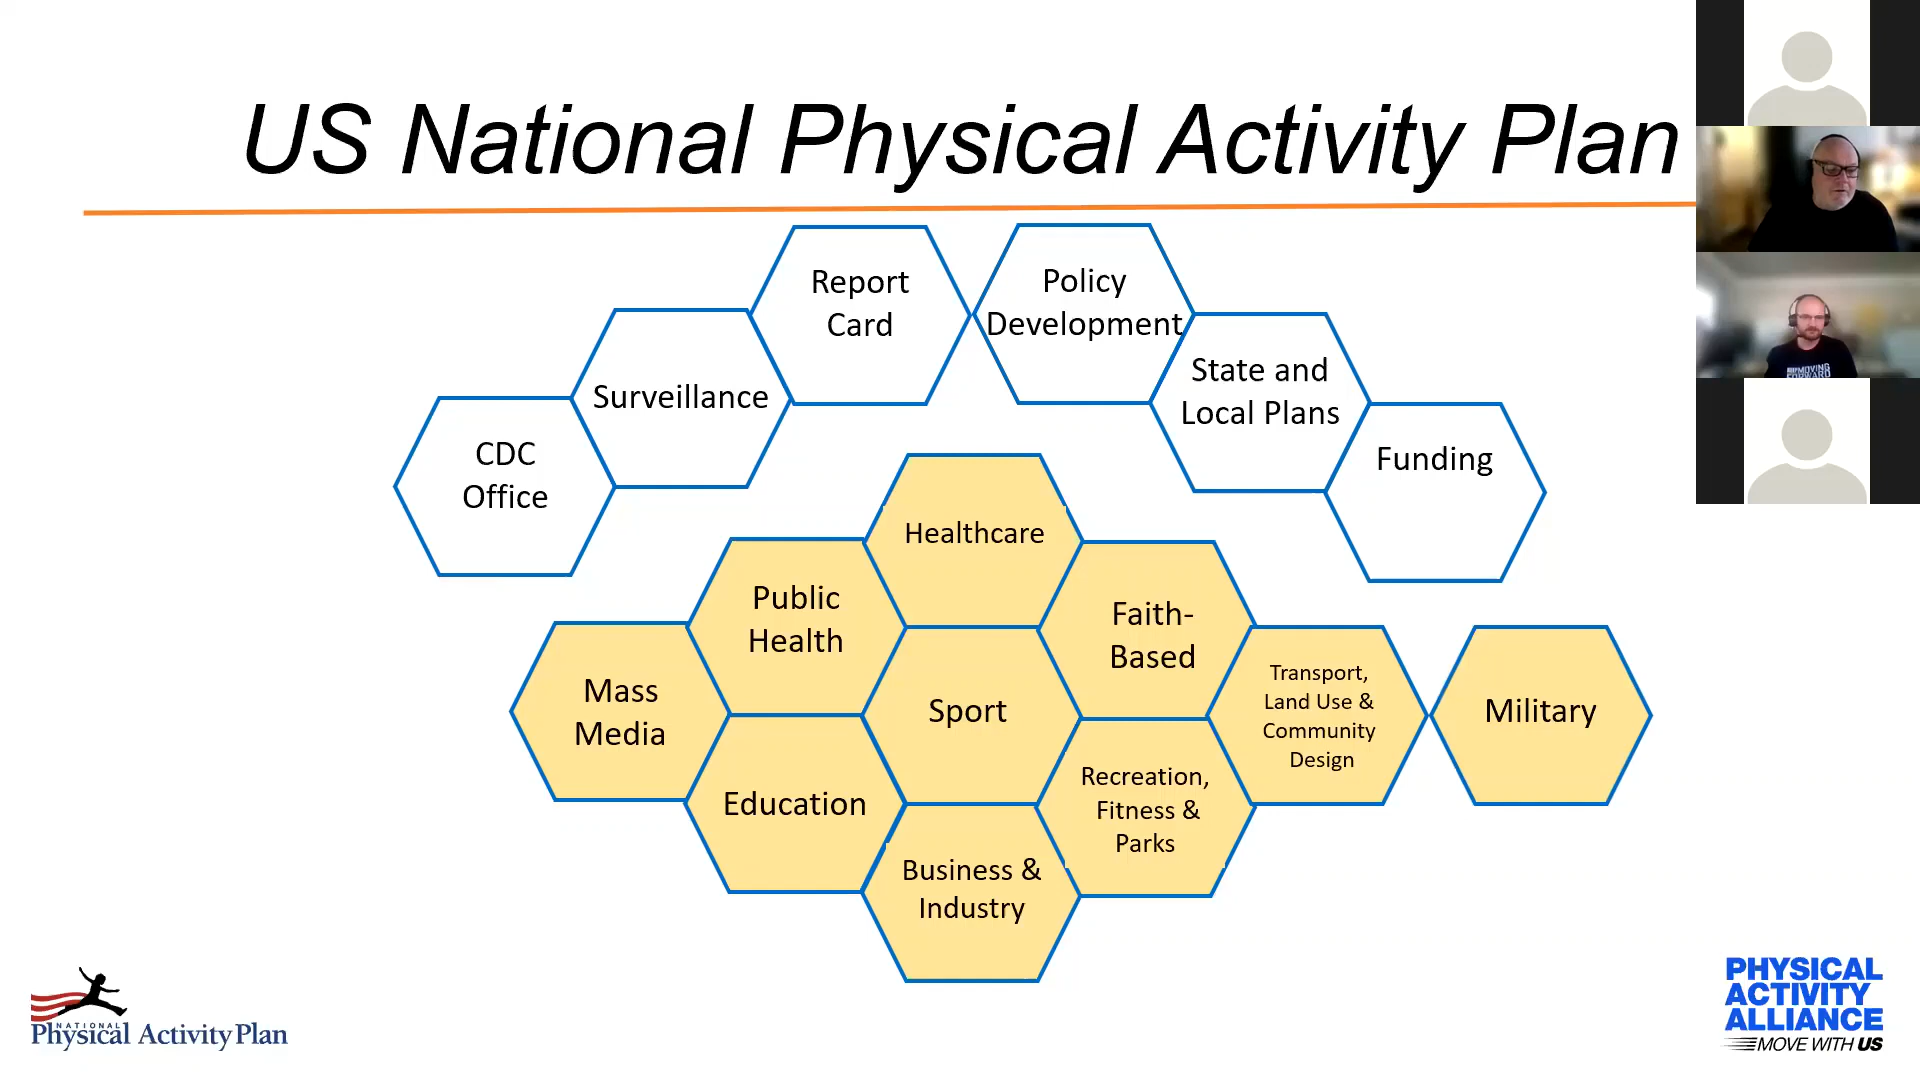 US National Physical Activity Plan
Report
Card
Policy
Development
Surveillance
State and
Local Plans
CDC
Office
Funding
Healthcare
Public
Health
Faith-
Based
Mass
Media
Sport
Transport,
Land Use &
Community
Design
Military
Education
Recreation,
Fitness &
Parks
Business &
Industry
NATIONAL
Physical Activity Plan
PHYSICAL
ACTIVITY
ALLIANCE
MOVE WITH US
MOVING
FORWARD